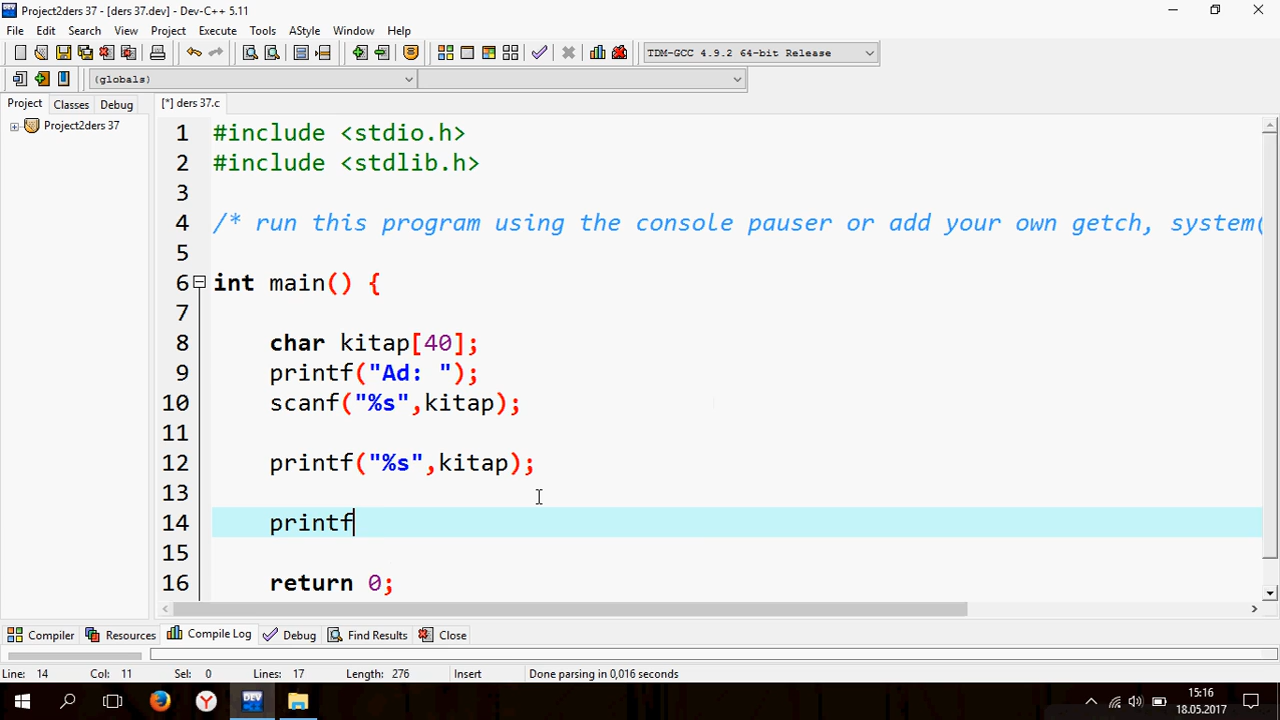 Project2ders 37 - [ders 37.dev] - Dev-C++ 5.11
File Edit Search View Project Execute Tools AStyle Window Help
TDM-GCC 4.9.2 64-bit Release
(globals)
Project Classes Debug
[*] ders 37.c
Project2ders 37
1 #include <stdio.h>
2 #include <stdlib.h>
3
4 /* run this program using the console pauser or add your own getch, system(
5
6 int main() {
7
8 char kitap[40];
9 printf("Ad: ");
10 scanf("%s",kitap);
11
12 printf("%s",kitap);
13
14 printf
15
16 return 0;
Compiler Resources Compile Log Debug Find Results Close
Line: 14 Col: 11 Sel: 0 Lines: 17 Length: 276 Insert Done parsing in 0,016 seconds
DEV
15:16
18.05.2017